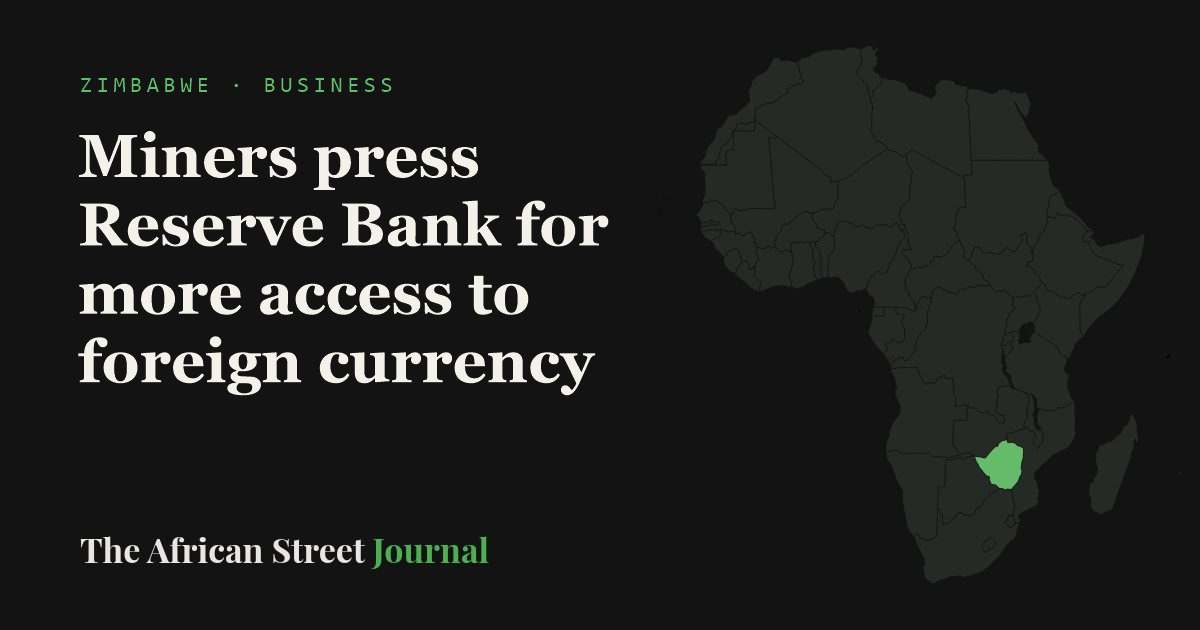 ZIMBABWE · BUSINESS
Miners press
Reserve Bank for
more access to
foreign currency
The African Street Journal